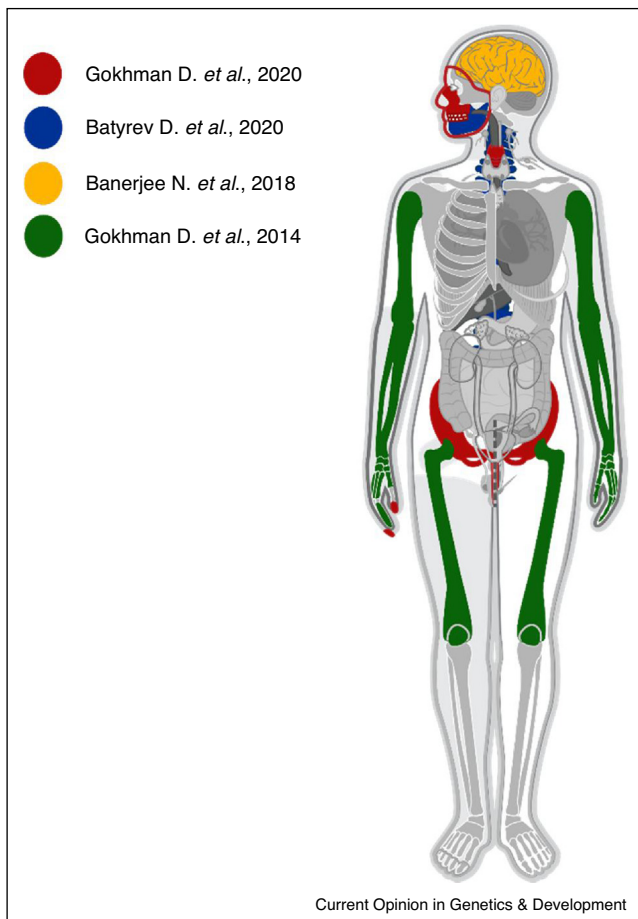 Gokhman D. et al., 2020
Batyrev D. et al., 2020
Banerjee N. et al., 2018
Gokhman D. et al., 2014
Current Opinion in Genetics & Development